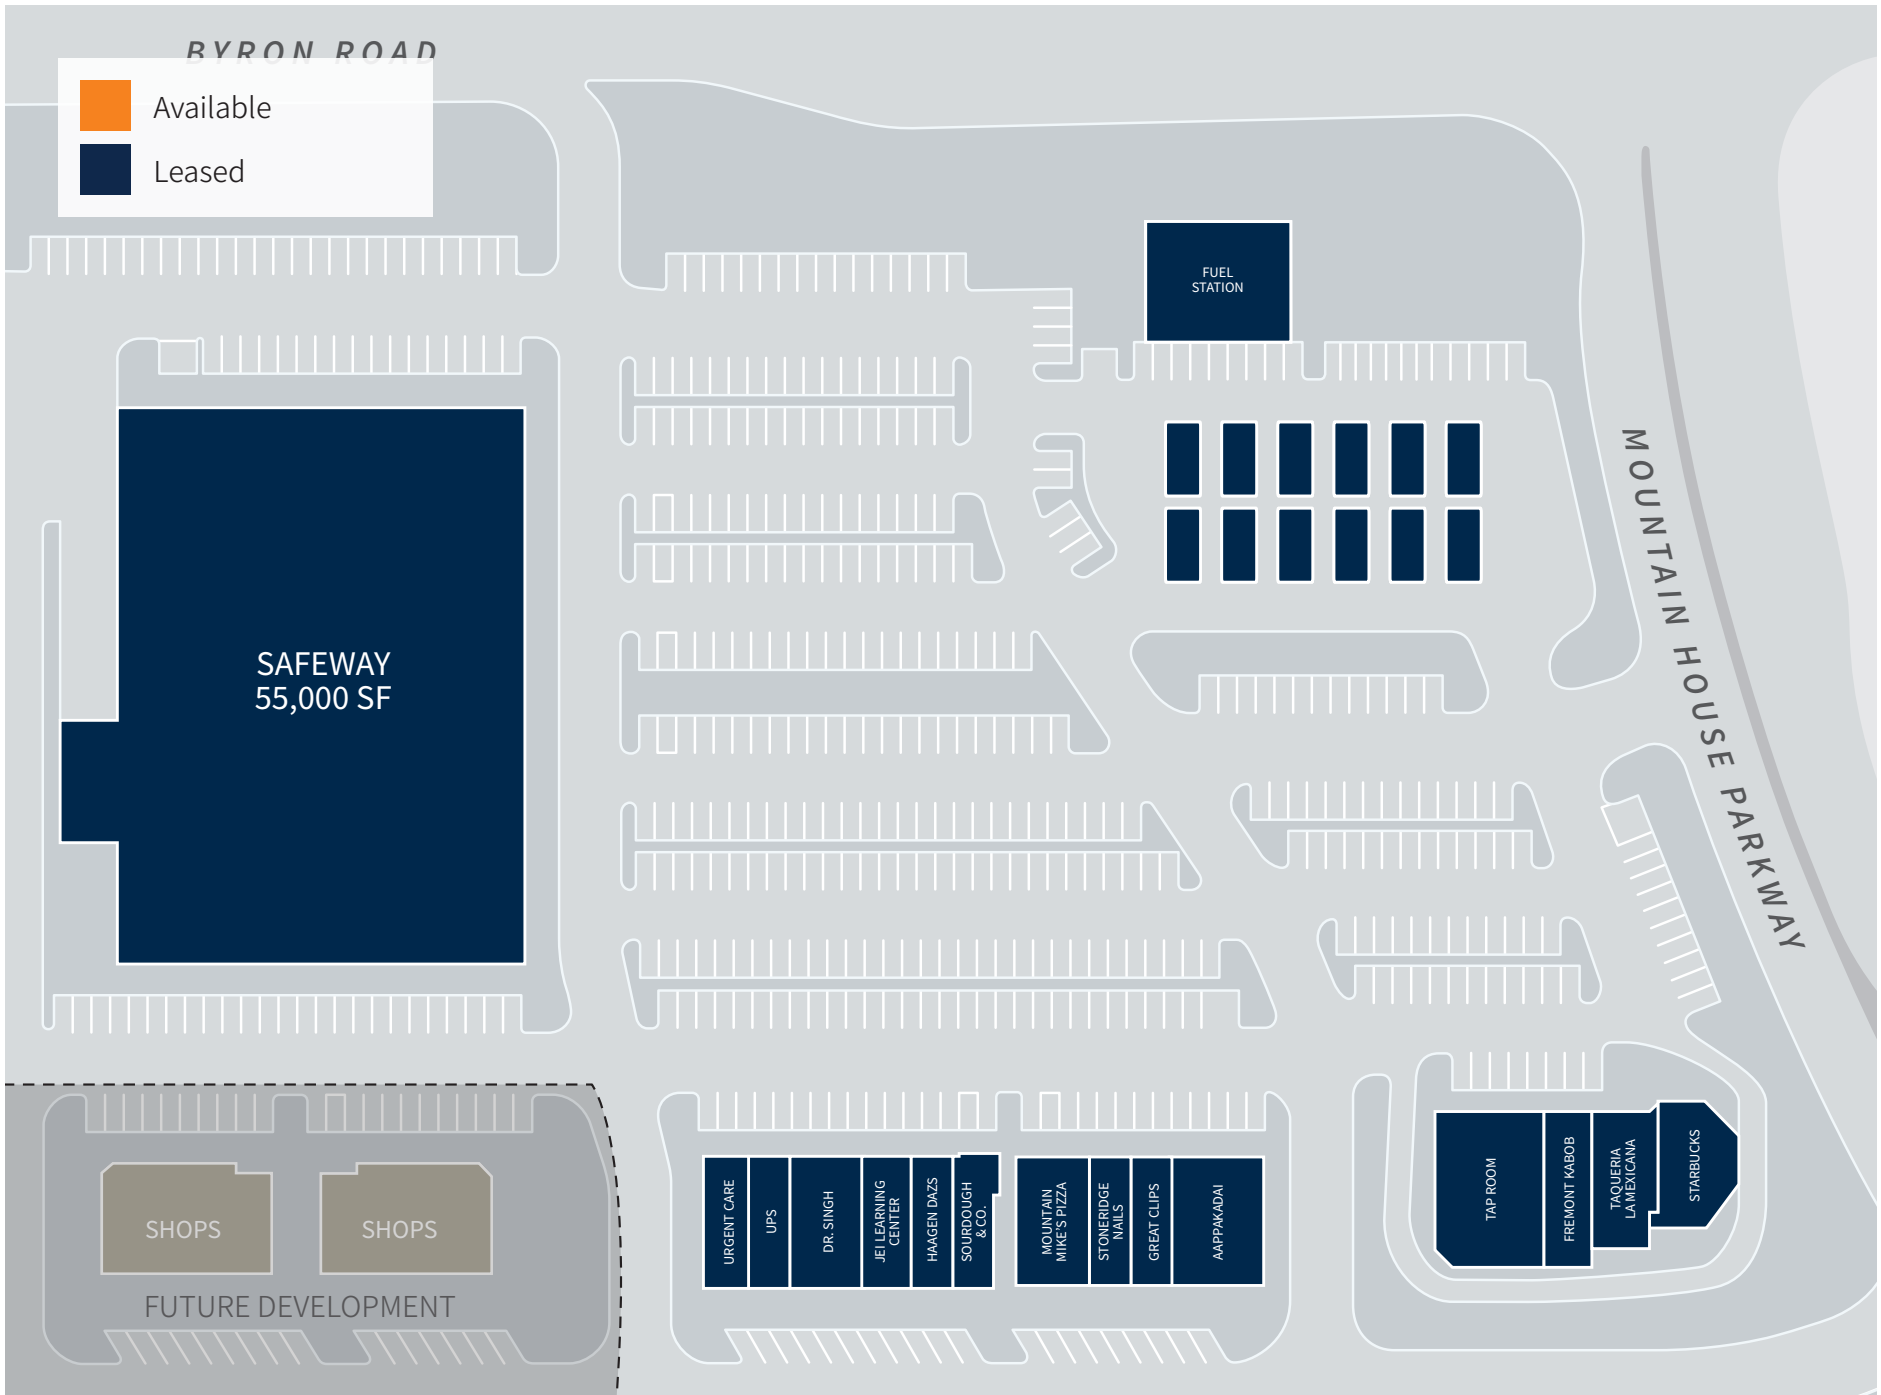 BYRON ROAD
Available
Leased
FUEL
STATION
MOUNTAIN HOUSE PARKWAY
SAFEWAY
55,000 SF
SHOPS
SHOPS
FUTURE DEVELOPMENT
URGENT CARE
UPS
DR. SINGH
JEI LEARNING
CENTER
HAAGEN DAZS
SOURDOUGH
& CO.
MOUNTAIN
MIKE'S PIZZA
STONERIDGE
NAILS
GREAT CLIPS
AAPPAKADAI
TAP ROOM
FREMONT KABOB
TAQUERIA
LA MEXICANA
STARBUCKS